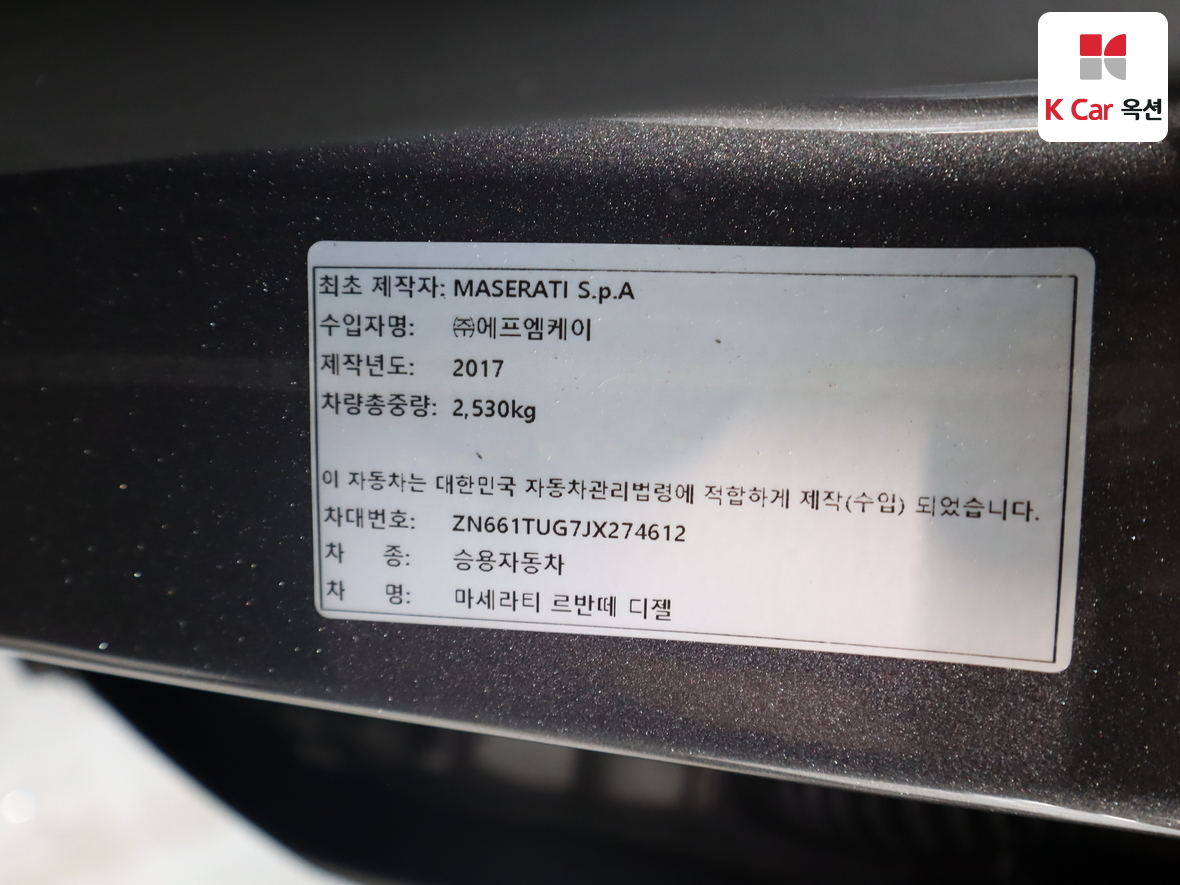 K Car 옥션
최초 제작자: MASERATI S.p.A
수입자명: ㈜에프엠케이
제작년도: 2017
차량총중량: 2,530kg
이 자동차는 대한민국 자동차관리법령에 적합하게 제작(수입) 되었습니다.
차대번호: ZN661TUG7JX274612
차 종: 승용자동차
차 명: 마세라티 르반떼 디젤